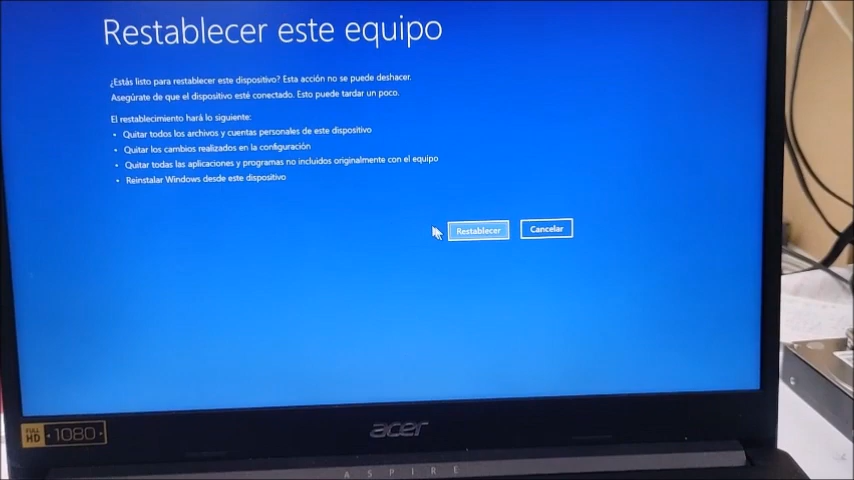 Restablecer este equipo
¿Estás listo para restablecer este dispositivo? Esta acción no se puede deshacer.
Asegúrate de que el dispositivo esté conectado. Esto puede tardar un poco.
El restablecimiento hará lo siguiente:
• Quitar todos los archivos y cuentas personales de este dispositivo
• Quitar los cambios realizados en la configuración
• Quitar todas las aplicaciones y programas no incluidos originalmente con el equipo
• Reinstalar Windows desde este dispositivo
Restablecer Cancelar
FULL HD • 1080 •
acer
ASPIRE